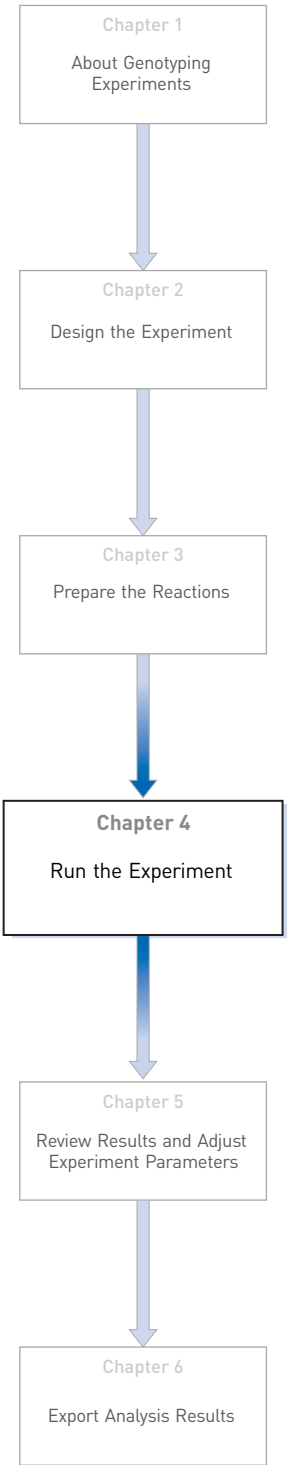 Chapter 1
About Genotyping
Experiments
Chapter 2
Design the Experiment
Chapter 3
Prepare the Reactions
Chapter 4
Run the Experiment
Chapter 5
Review Results and Adjust
Experiment Parameters
Chapter 6
Export Analysis Results